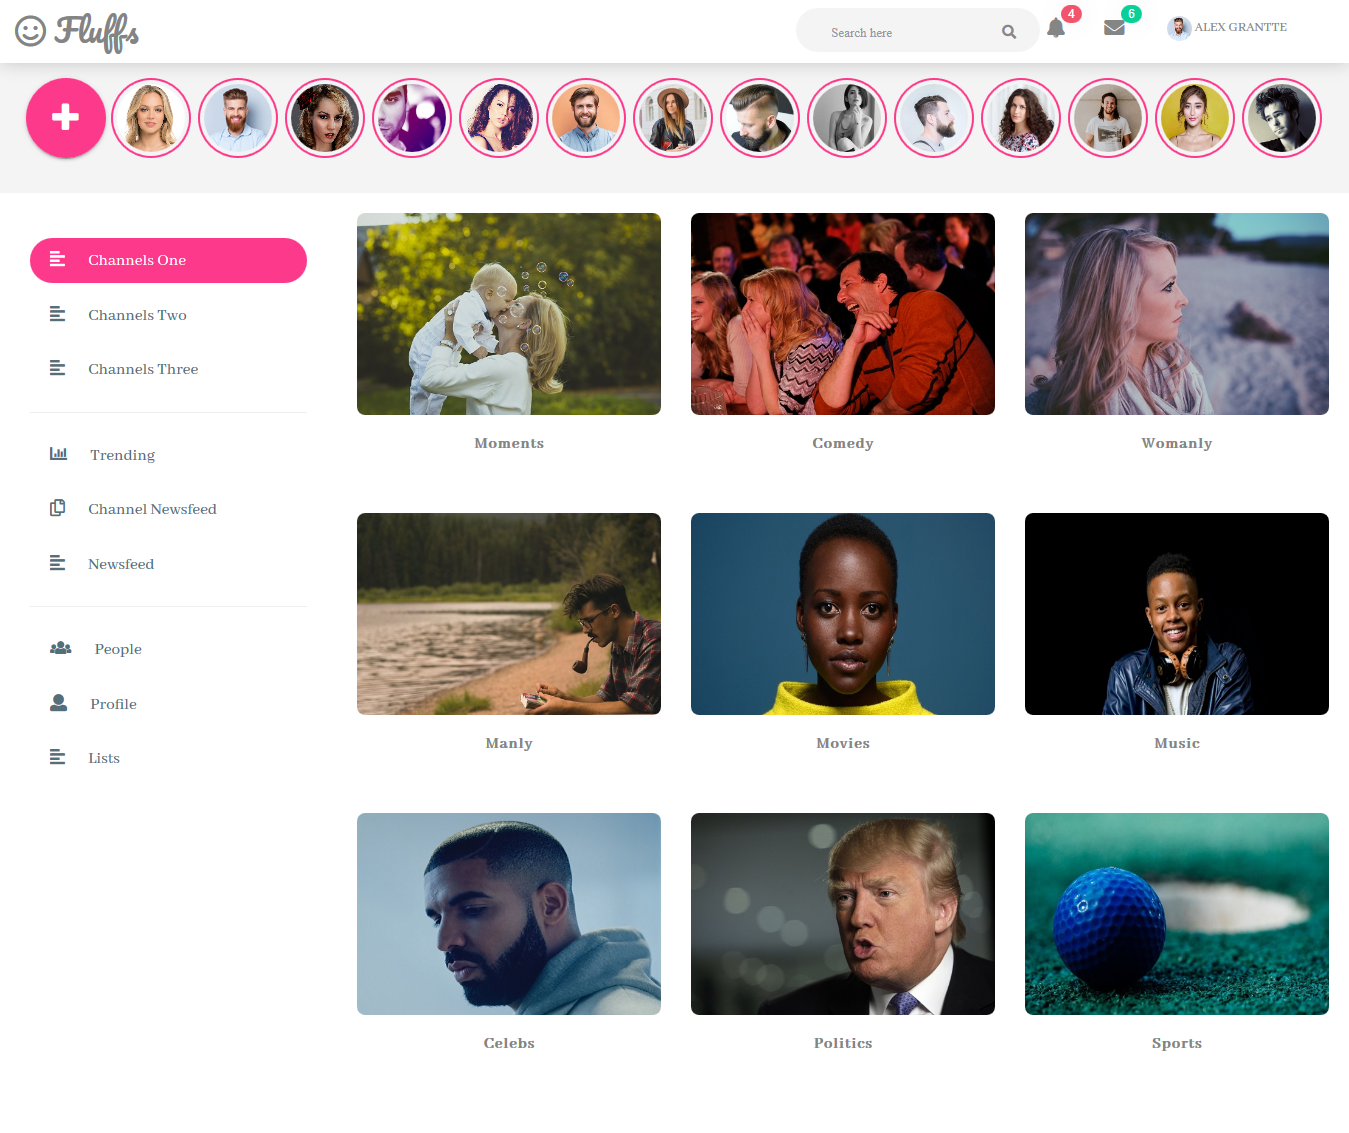 Fluffs
Search here
4
6
ALEX GRANTTE
Channels One
Channels Two
Channels Three
Trending
Channel Newsfeed
Newsfeed
People
Profile
Lists
Moments
Comedy
Womanly
Manly
Movies
Music
Celebs
Politics
Sports